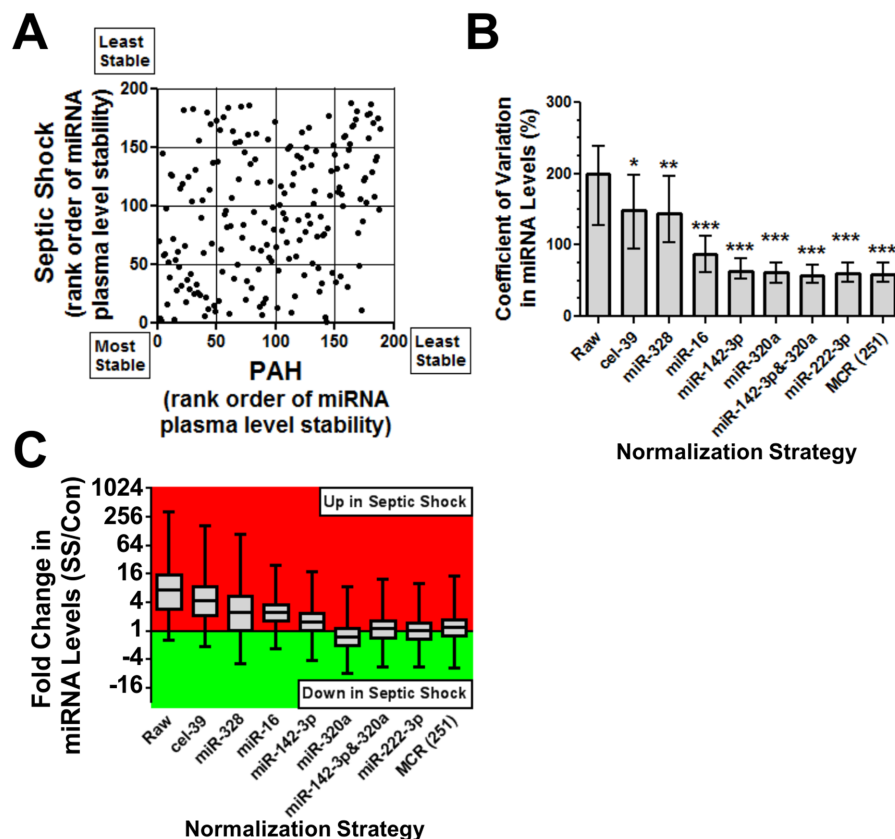 A
Least
Stable
Septic Shock
(rank order of miRNA
plasma level stability)
200
150
100
50
0
0 50 100 150 200
Most
Stable
Least
Stable
PAH
(rank order of miRNA
plasma level stability)
B
Coefficient of Variation
in miRNA Levels (%)
300
200
100
0
* ** *** *** *** *** *** ***
Raw
cel-39
miR-328
miR-16
miR-142-3p
miR-320a
miR-142-3p&-320a
miR-222-3p
MCR (251)
Normalization Strategy
C
Fold Change in
miRNA Levels (SS/Con)
1024
256
64
16
4
1
-4
-16
Up in Septic Shock
Down in Septic Shock
Raw
cel-39
miR-328
miR-16
miR-142-3p
miR-320a
miR-142-3p&-320a
miR-222-3p
MCR (251)
Normalization Strategy